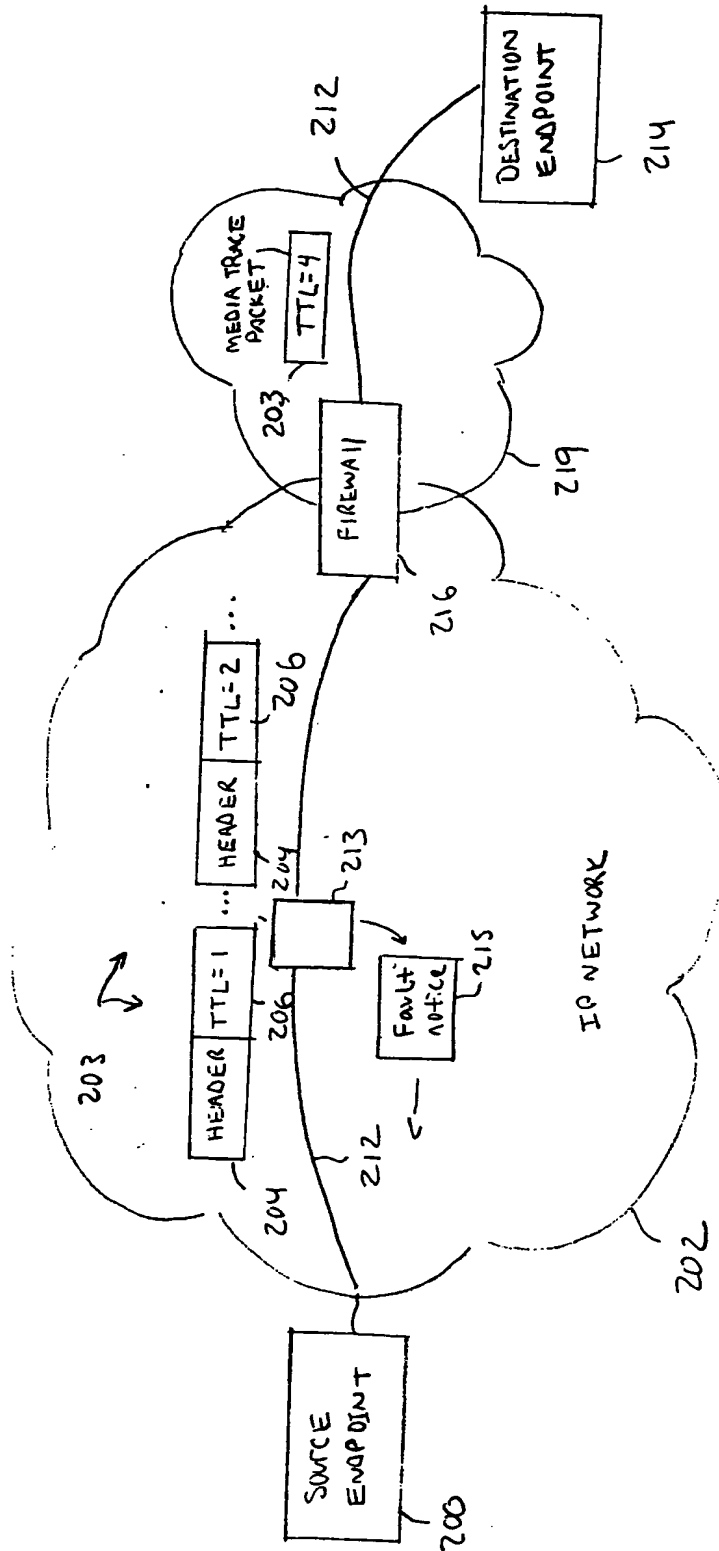 SOURCE
ENDPOINT
200
203
HEADER TTL=1 ...
204
206
HEADER TTL=2 ...
204
206
212
213
Fault
notice
215
IP NETWORK
202
FIREWALL
216
MEDIA TRACE
PACKET
TTL=4
203
219
212
DESTINATION
ENDPOINT
214